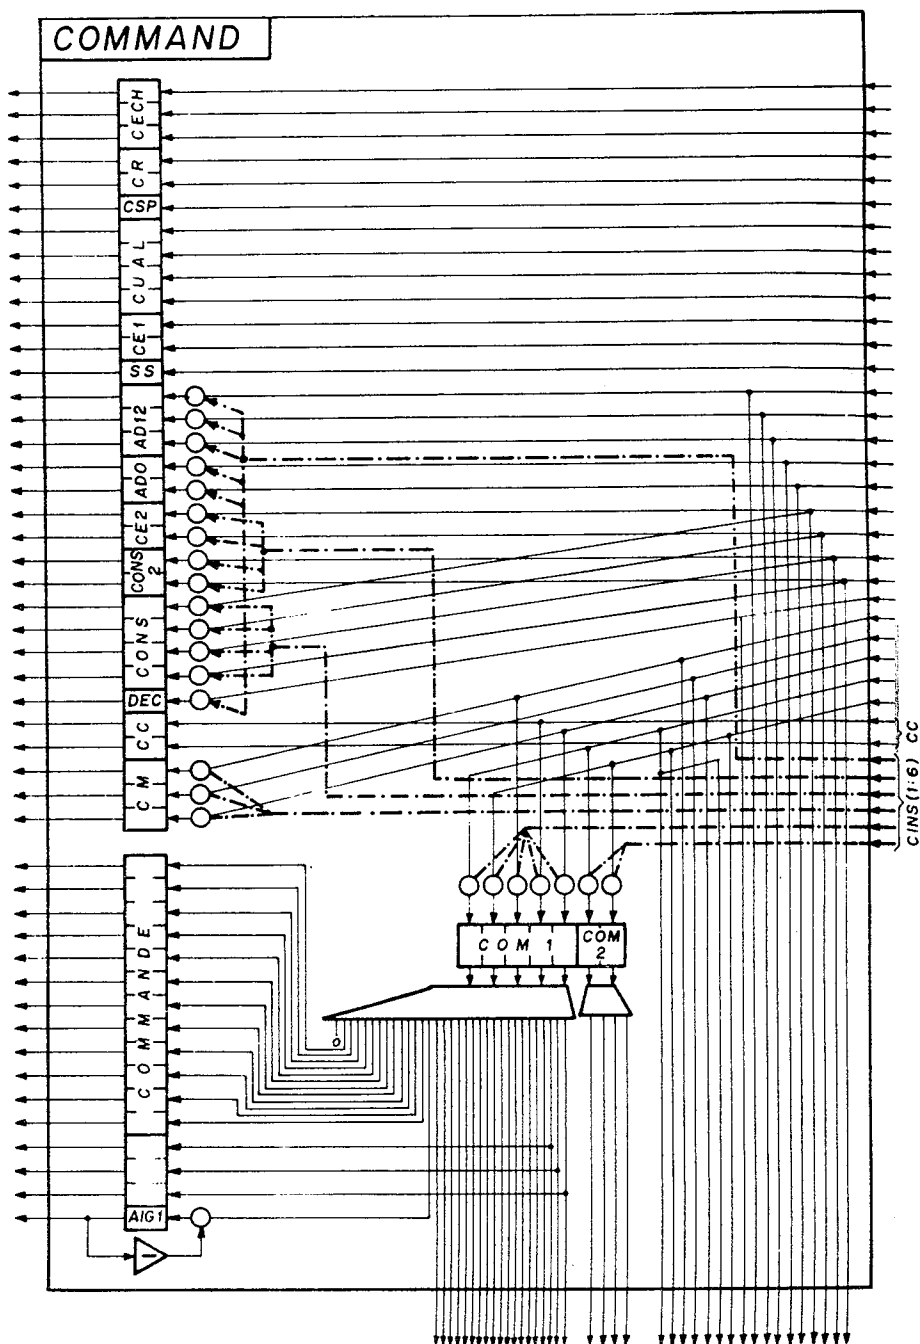 COMMAND
CECH
CR
CSP
CUAL
CE1
SS
AD12
AD0
CE2
CONS
2
CONS
DEC
CC
CM
CC
CINS (1:6)
COM 1
COM
2
0
COMMANDE
AIG1